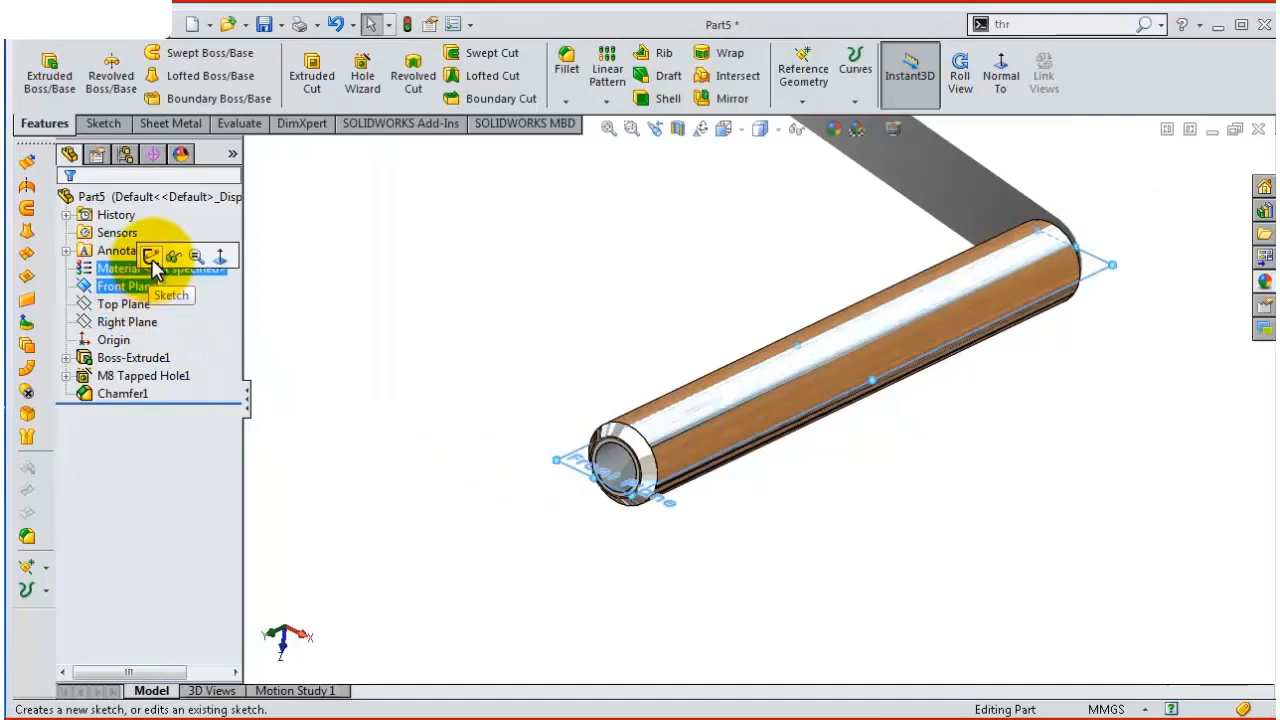 Part5 *
thr
Extruded Boss/Base
Revolved Boss/Base
Swept Boss/Base
Lofted Boss/Base
Boundary Boss/Base
Extruded Cut
Hole Wizard
Revolved Cut
Swept Cut
Lofted Cut
Boundary Cut
Fillet
Linear Pattern
Rib
Draft
Shell
Wrap
Intersect
Mirror
Reference Geometry
Curves
Instant3D
Roll View
Normal To
Link Views
Features
Sketch
Sheet Metal
Evaluate
DimXpert
SOLIDWORKS Add-Ins
SOLIDWORKS MBD
Part5 (Default<<Default>_Disp
History
Sensors
Annota
Material
specified>
Front Plan
Sketch
Top Plane
Right Plane
Origin
Boss-Extrude1
M8 Tapped Hole1
Chamfer1
Front Plane
Y
X
Z
Model
3D Views
Motion Study 1
Creates a new sketch, or edits an existing sketch.
Editing Part
MMGS